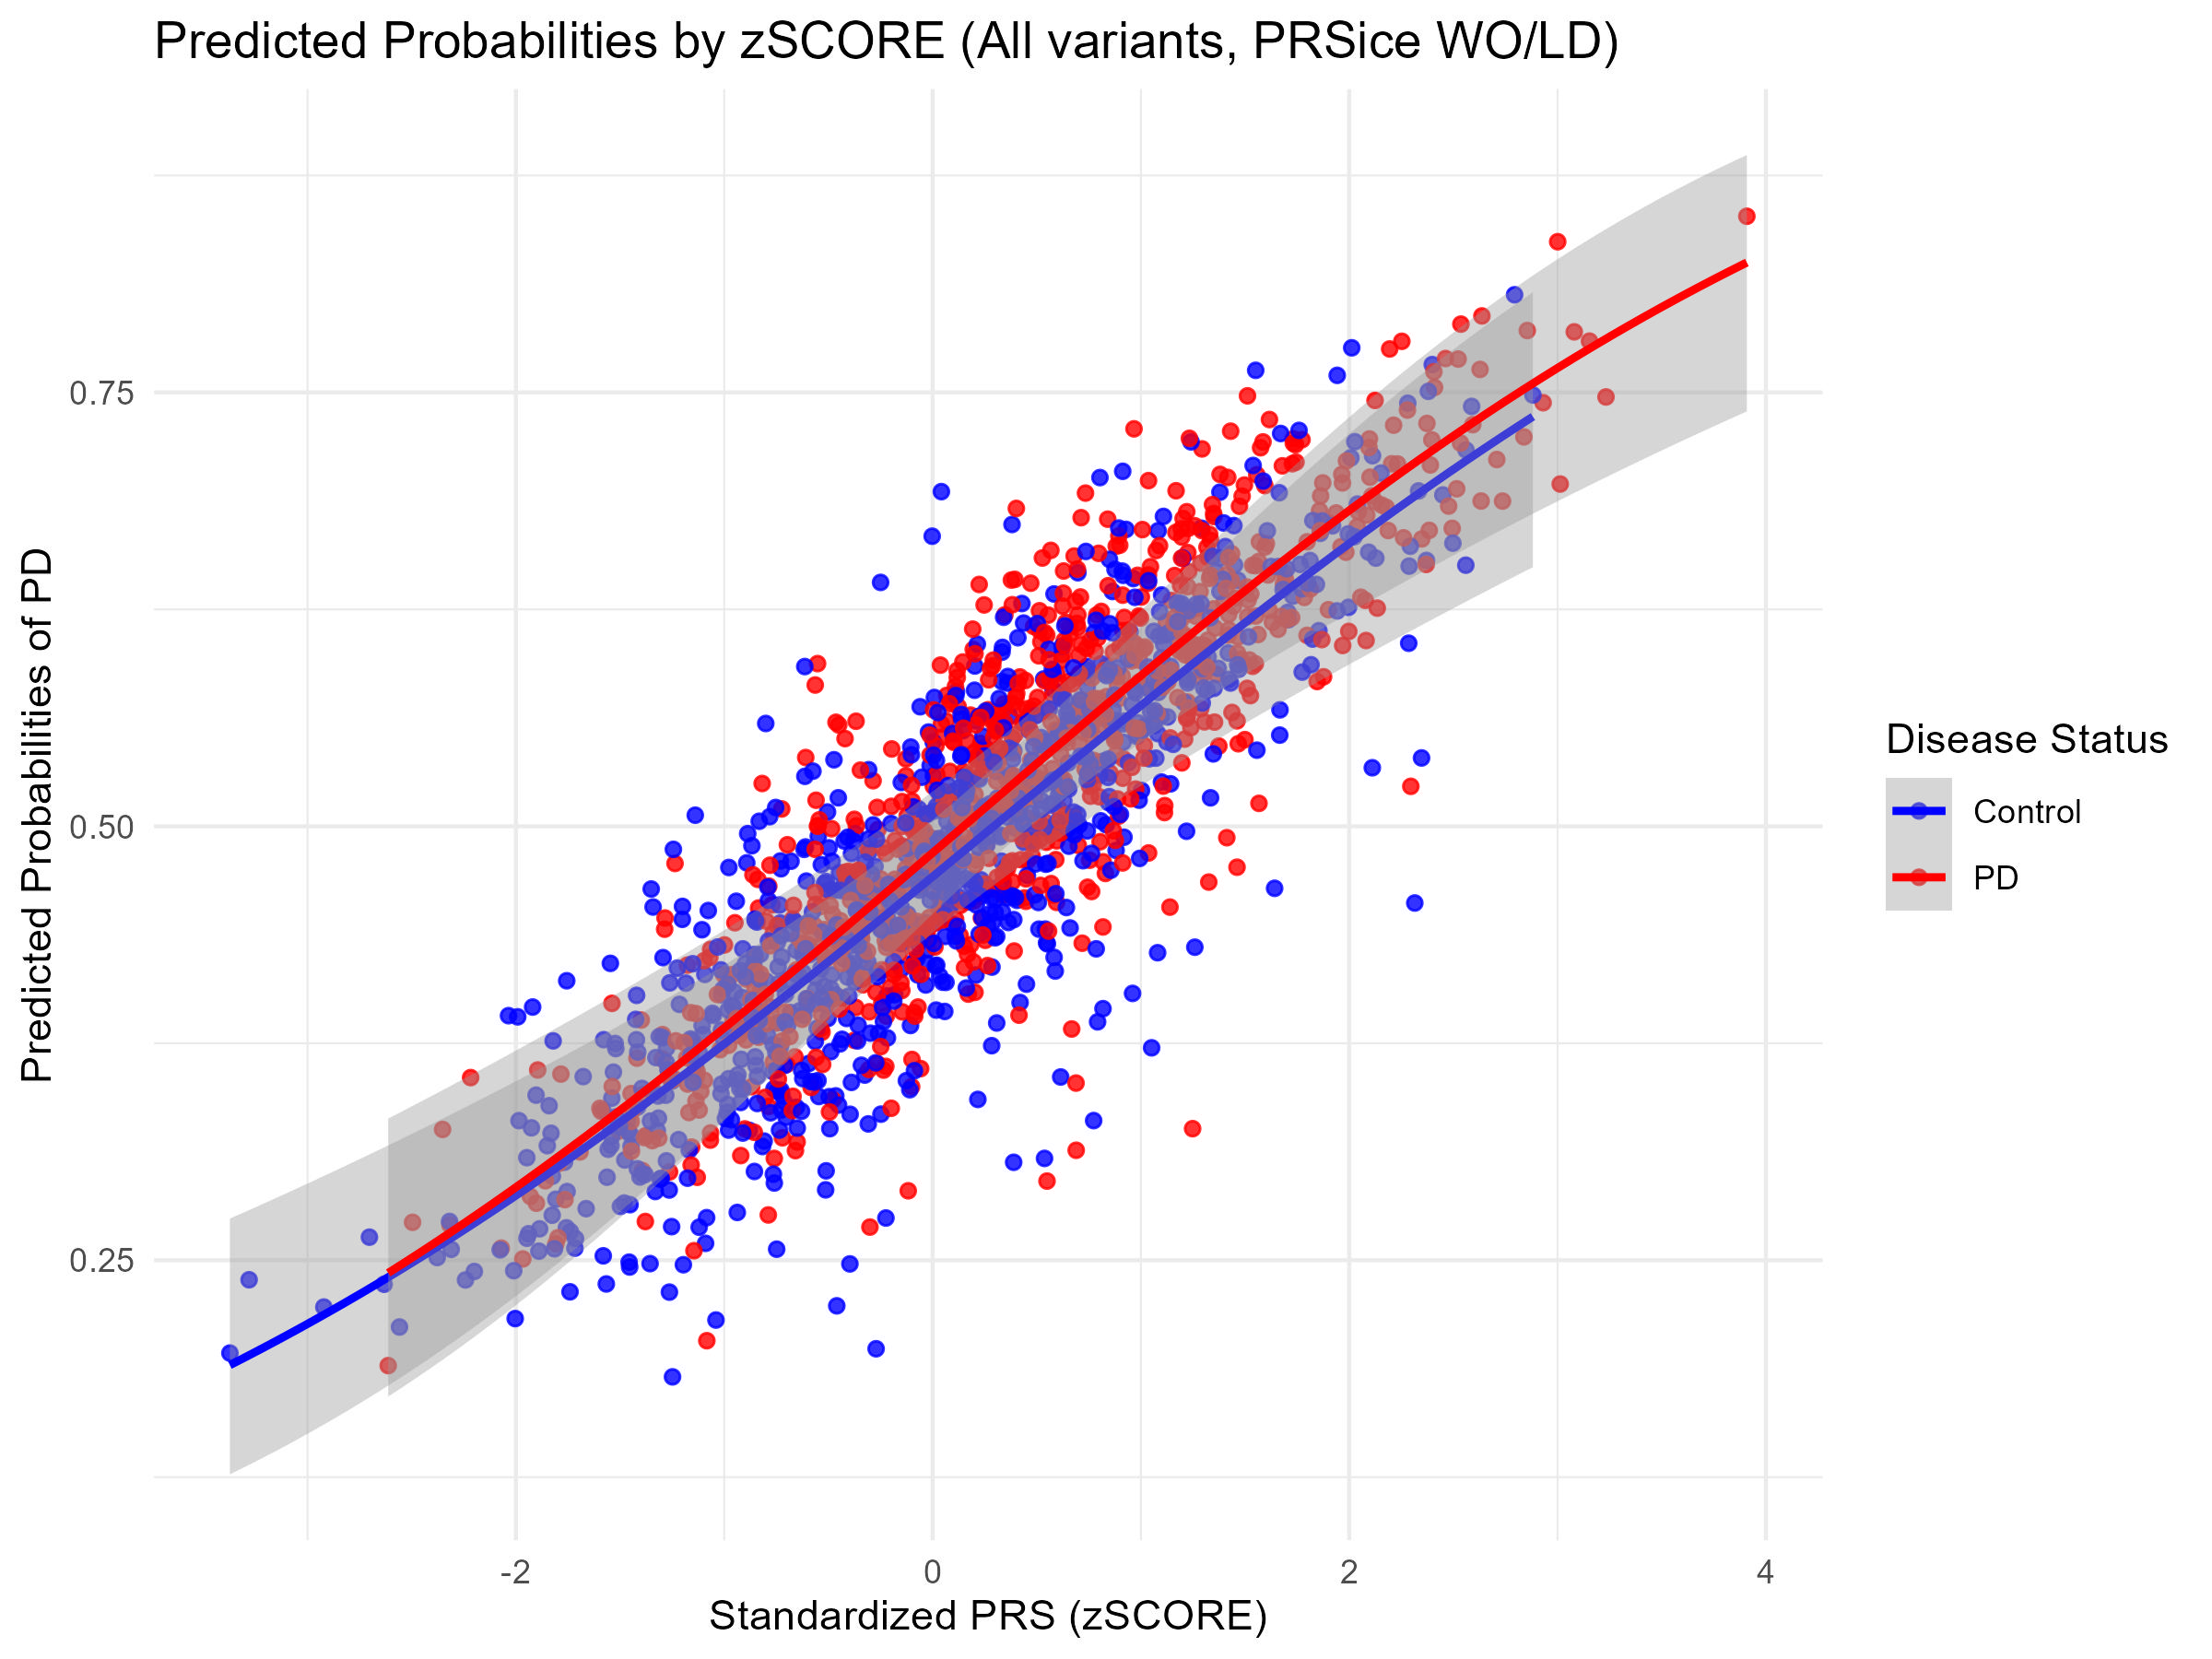 Predicted Probabilities by zSCORE (All variants, PRSice WO/LD)
Predicted Probabilities of PD
0.75
0.50
0.25
-2
0
2
4
Standardized PRS (zSCORE)
Disease Status
Control
PD